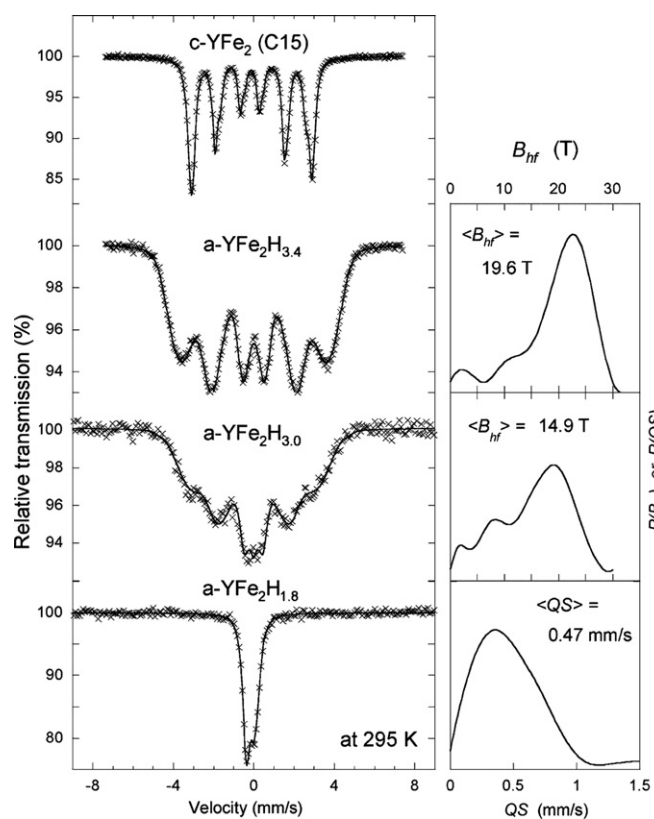 c-YFe₂ (C15)
100
95
90
85
B_hf (T)
0 10 20 30
a-YFe₂H₃.₄
100
98
96
94
<B_hf> =
19.6 T
a-YFe₂H₃.₀
100
98
96
94
<B_hf> = 14.9 T
a-YFe₂H₁.₈
100
90
80
at 295 K
<QS> =
0.47 mm/s
-8 -4 0 4 8
Velocity (mm/s)
0 0.5 1 1.5
QS (mm/s)
Relative transmission (%)
or P(QS)